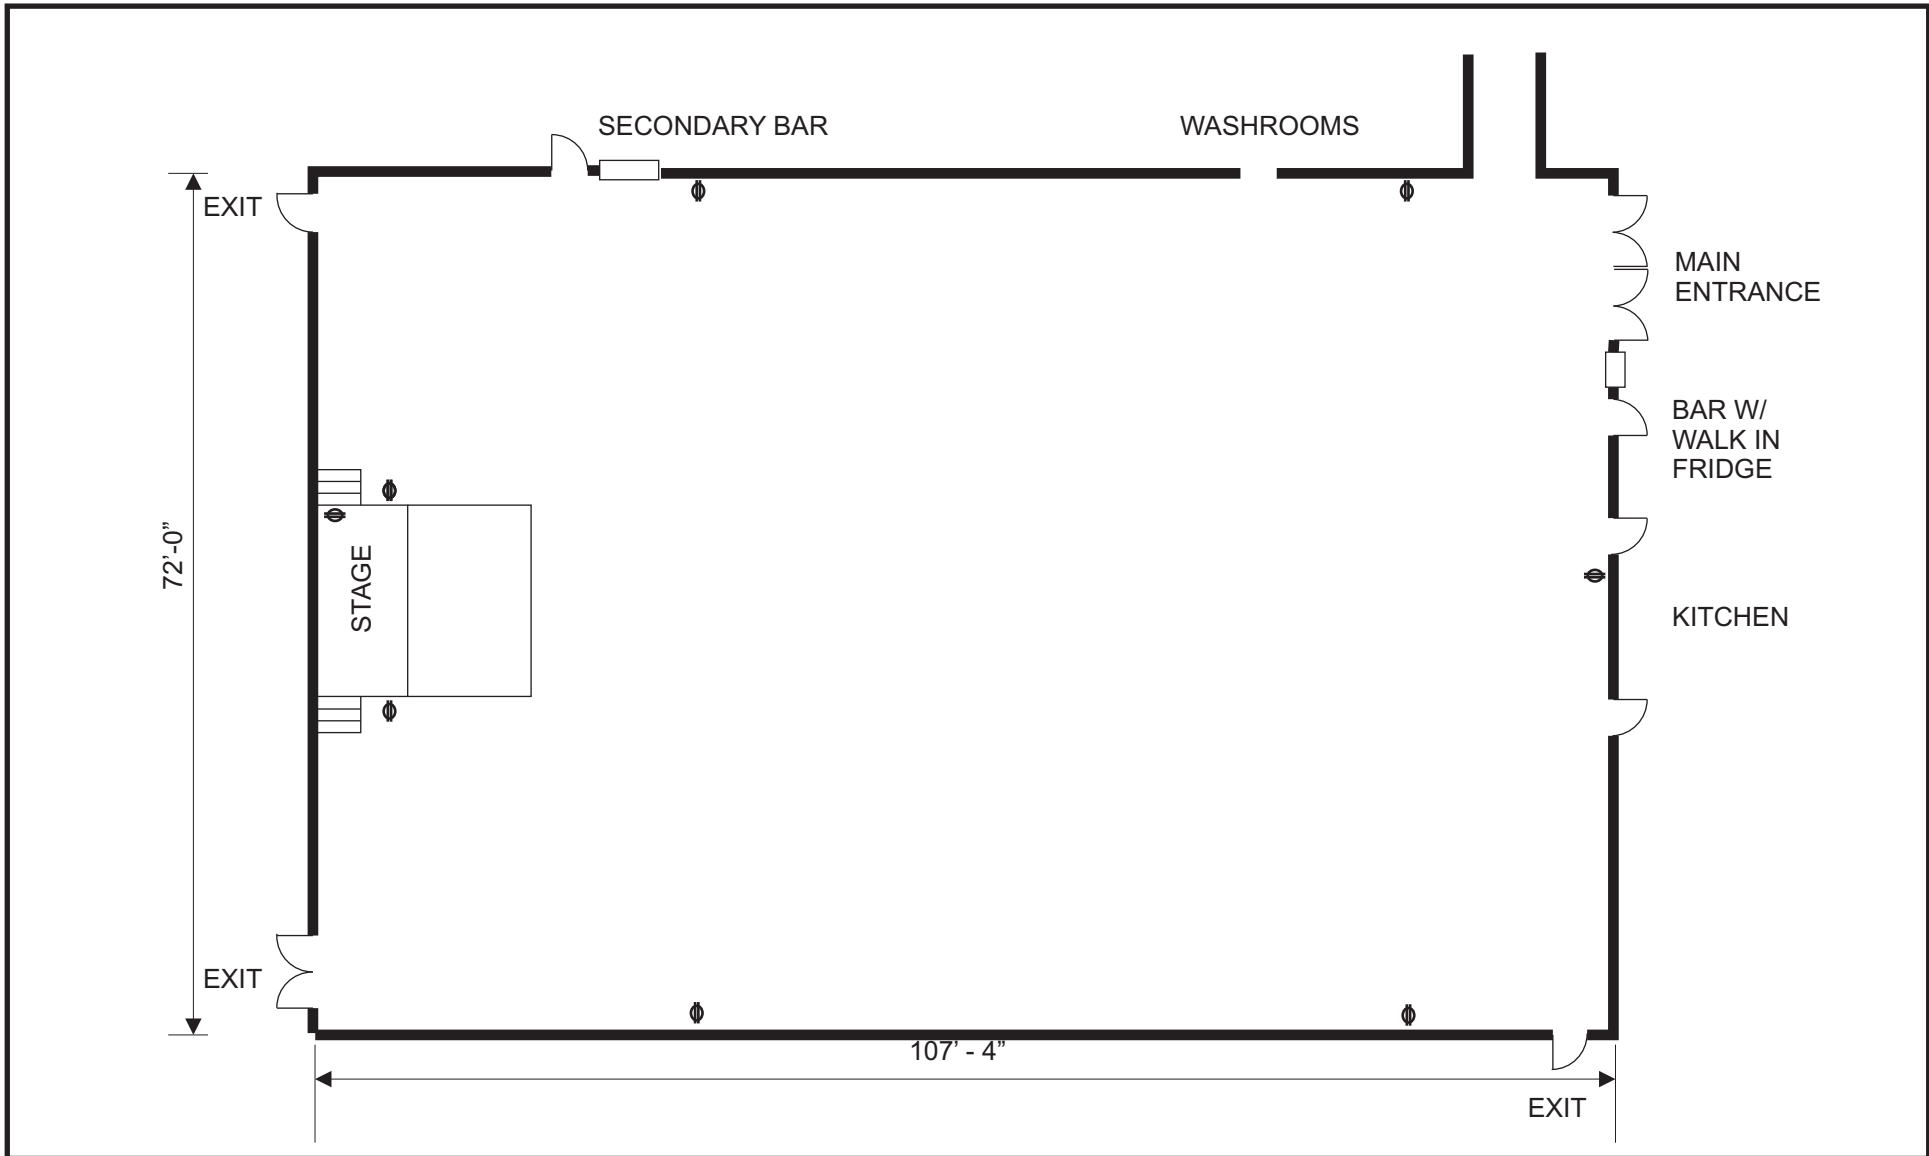 SECONDARY BAR
WASHROOMS
EXIT
MAIN
ENTRANCE
BAR W/
WALK IN
FRIDGE
72’-0”
STAGE
KITCHEN
EXIT
107’ - 4”
EXIT